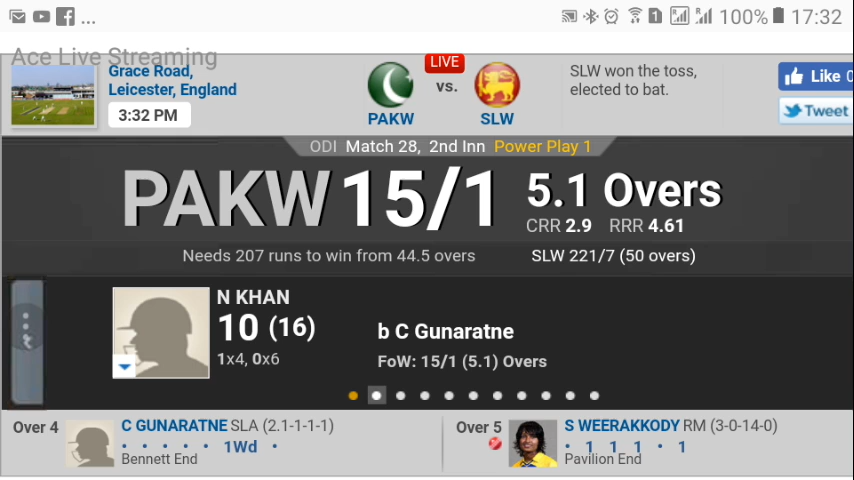 ... 100% 17:32
Ace Live Streaming
Grace Road,
Leicester, England
3:32 PM
LIVE
PAKW vs. SLW
SLW won the toss,
elected to bat.
Like 0
Tweet
ODI Match 28, 2nd Inn Power Play 1
PAKW 15/1 5.1 Overs
CRR 2.9 RRR 4.61
Needs 207 runs to win from 44.5 overs SLW 221/7 (50 overs)
N KHAN
10 (16)
1x4, 0x6
b C Gunaratne
FoW: 15/1 (5.1) Overs
Over 4 C GUNARATNE SLA (2.1-1-1-1)
• • • • • 1Wd •
Bennett End
Over 5 S WEERAKKODY RM (3-0-14-0)
• 1 1 1 • 1
Pavilion End